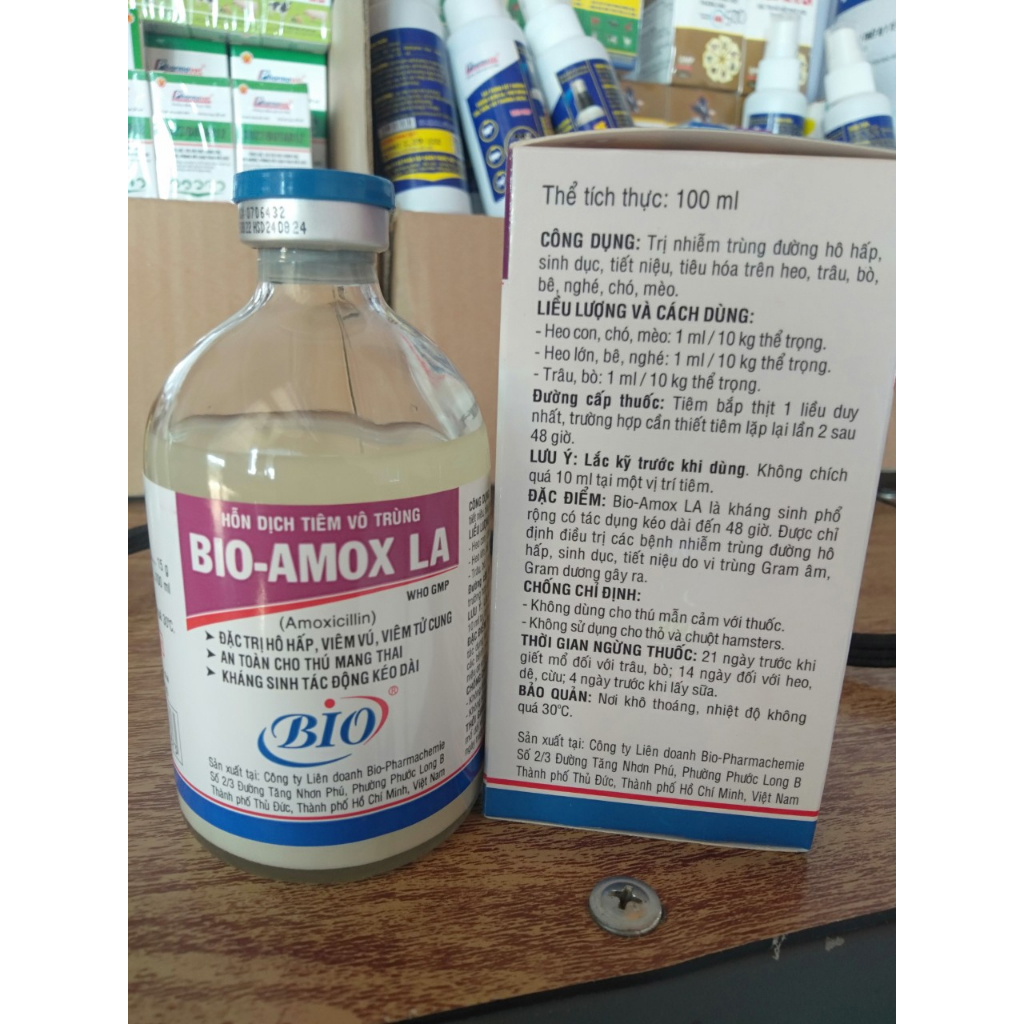 0706432
HSD24 08 24
HỖN DỊCH TIÊM VÔ TRÙNG
BIO-AMOX LA
WHO GMP
(Amoxicillin)
➤ ĐẶC TRỊ HÔ HẤP, VIÊM VÚ, VIÊM TỬ CUNG
➤ AN TOÀN CHO THÚ MANG THAI
➤ KHÁNG SINH TÁC ĐỘNG KÉO DÀI
BIO®
Sản xuất tại: Công ty Liên doanh Bio-Pharmachemie
Số 2/3 Đường Tăng Nhơn Phú, Phường Phước Long B
Thành phố Thủ Đức, Thành phố Hồ Chí Minh, Việt Nam
Thể tích thực: 100 ml
CÔNG DỤNG: Trị nhiễm trùng đường hô hấp,
sinh dục, tiết niệu, tiêu hóa trên heo, trâu, bò,
bê, nghé, chó, mèo.
LIỀU LƯỢNG VÀ CÁCH DÙNG:
- Heo con, chó, mèo: 1 ml / 10 kg thể trọng.
- Heo lớn, bê, nghé: 1 ml / 10 kg thể trọng.
- Trâu, bò: 1 ml / 10 kg thể trọng.
Đường cấp thuốc: Tiêm bắp thịt 1 liều duy
nhất, trường hợp cần thiết tiêm lặp lại lần 2 sau
48 giờ.
LƯU Ý: Lắc kỹ trước khi dùng. Không chích
quá 10 ml tại một vị trí tiêm.
ĐẶC ĐIỂM: Bio-Amox LA là kháng sinh phổ
rộng có tác dụng kéo dài đến 48 giờ. Được chỉ
định điều trị các bệnh nhiễm trùng đường hô
hấp, sinh dục, tiết niệu do vi trùng Gram âm,
Gram dương gây ra.
CHỐNG CHỈ ĐỊNH:
- Không dùng cho thú mẫn cảm với thuốc.
- Không sử dụng cho thỏ và chuột hamsters.
THỜI GIAN NGỪNG THUỐC: 21 ngày trước khi
giết mổ đối với trâu, bò; 14 ngày đối với heo,
dê, cừu; 4 ngày trước khi lấy sữa.
BẢO QUẢN: Nơi khô thoáng, nhiệt độ không
quá 30°C.
Sản xuất tại: Công ty Liên doanh Bio-Pharmachemie
Số 2/3 Đường Tăng Nhơn Phú, Phường Phước Long B
Thành phố Thủ Đức, Thành phố Hồ Chí Minh, Việt Nam